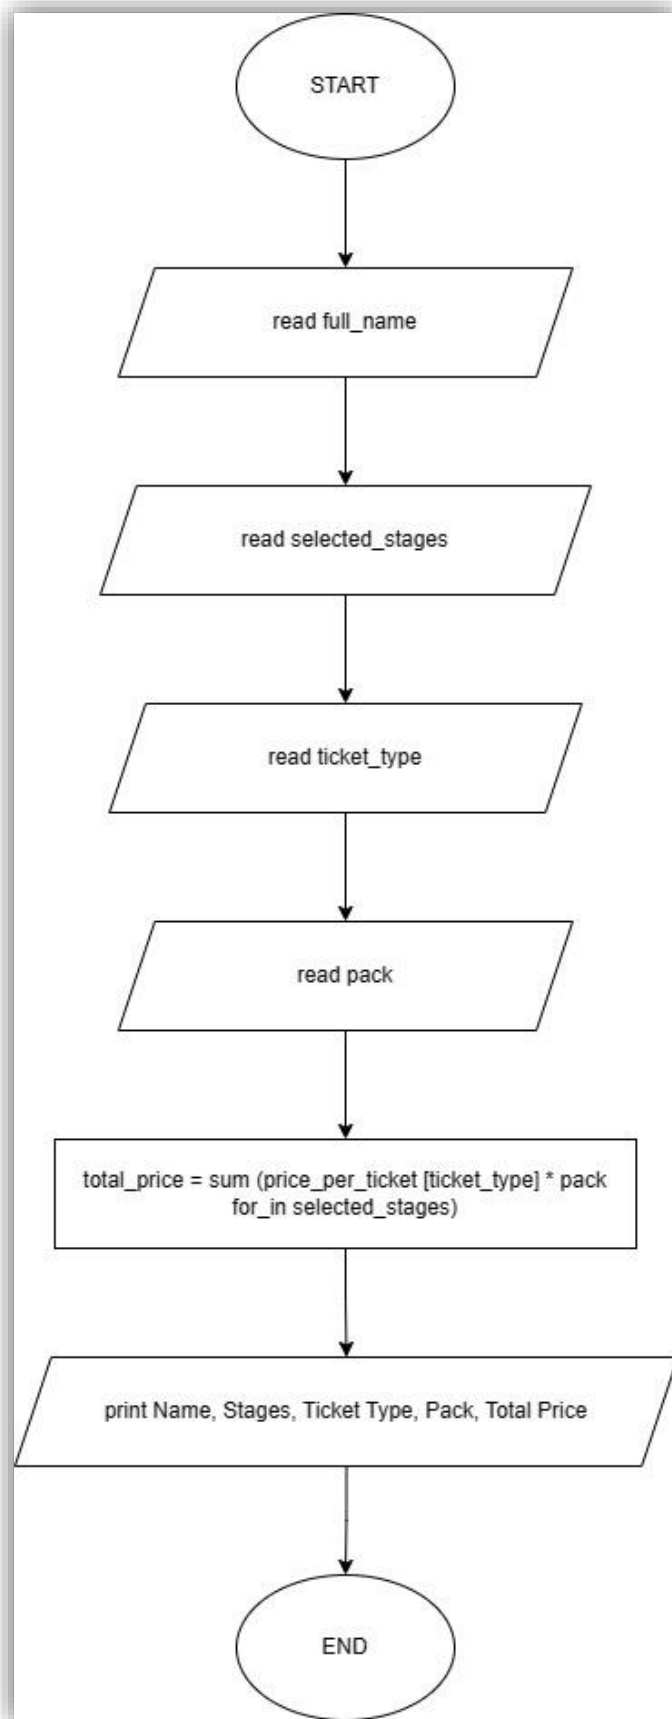 START
read full_name
read selected_stages
read ticket_type
read pack
total_price = sum (price_per_ticket [ticket_type] * pack
for_in selected_stages)
print Name, Stages, Ticket Type, Pack, Total Price
END